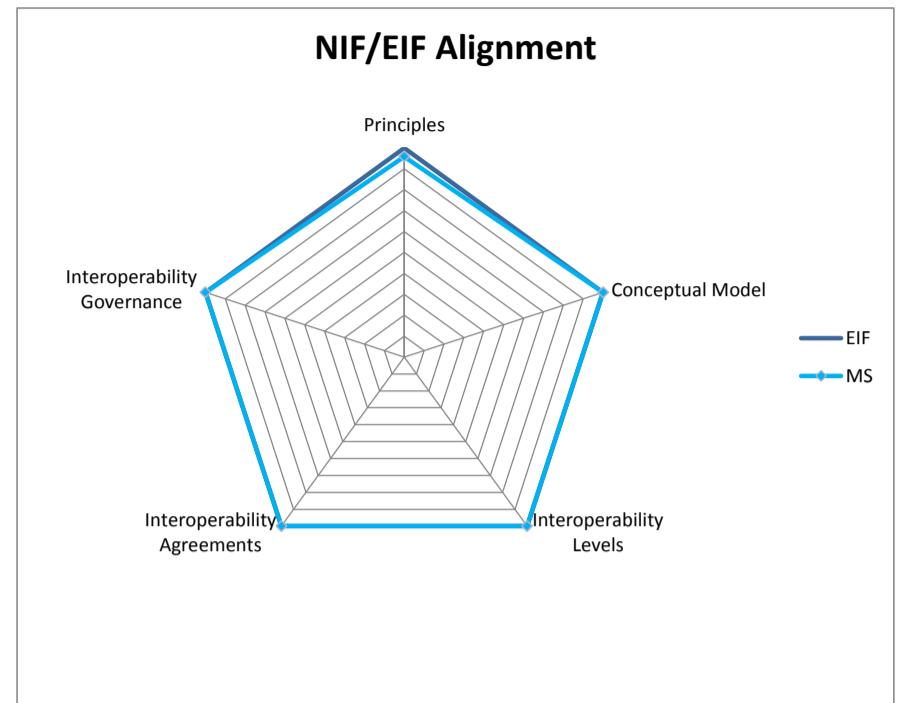 NIF/EIF Alignment
Principles
Interoperability
Governance
Conceptual Model
EIF
MS
Interoperability
Agreements
Interoperability
Levels